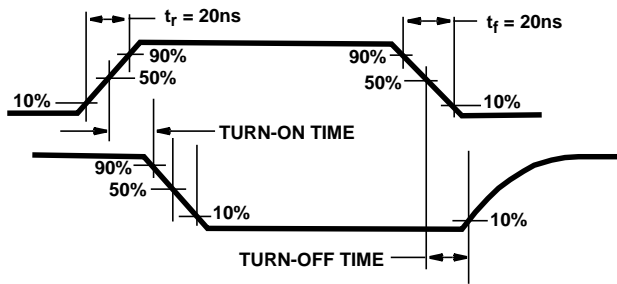 tr = 20ns
tf = 20ns
90%
90%
50%
50%
10%
10%
TURN-ON TIME
90%
50%
10%
10%
TURN-OFF TIME